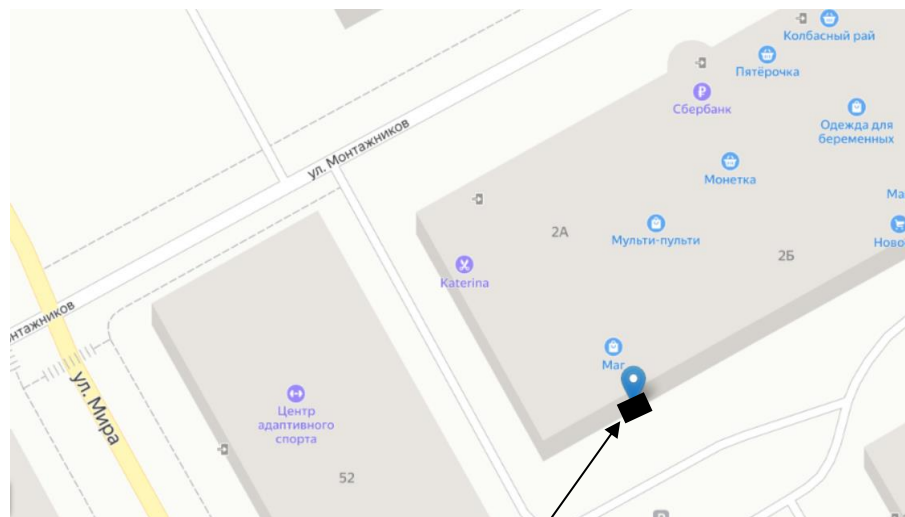 Колбасный рай
Пятёрочка
Сбербанк
Одежда для
беременных
ул. Монтажников
Монетка
Ма
2А
Мульти-пульти
Ново
2Б
Katerina
нтажников
Маг
ул. Мира
Центр
адаптивного
спорта
52